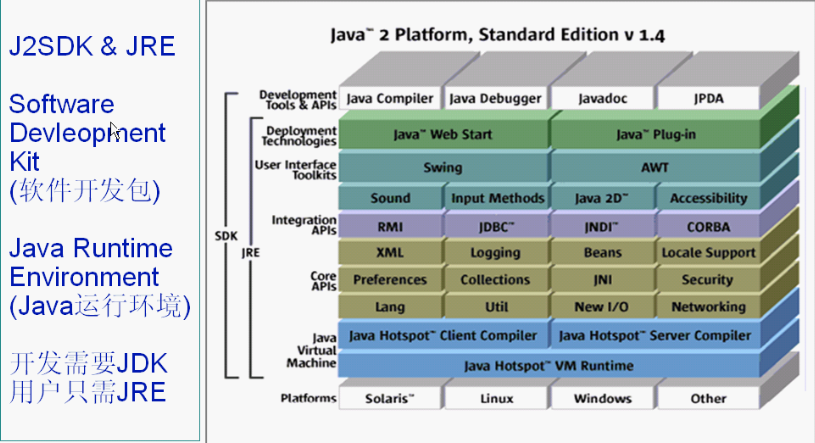 J2SDK & JRE
Software
Devleopment
Kit
(软件开发包)
Java Runtime
Environment
(Java运行环境)
开发需要JDK
用户只需JRE
Java™ 2 Platform, Standard Edition v 1.4
Development
Tools & APIs
Java Compiler
Java Debugger
Javadoc
JPDA
Deployment
Technologies
Java™ Web Start
Java™ Plug-in
User Interface
Toolkits
Swing
AWT
Sound
Input Methods
Java 2D™
Accessibility
Integration
APIs
RMI
JDBC™
JNDI™
CORBA
SDK
JRE
XML
Logging
Beans
Locale Support
Core
APIs
Preferences
Collections
JNI
Security
Lang
Util
New I/O
Networking
Java
Virtual
Machine
Java Hotspot™ Client Compiler
Java Hotspot™ Server Compiler
Java Hotspot™ VM Runtime
Platforms
Solaris™
Linux
Windows
Other